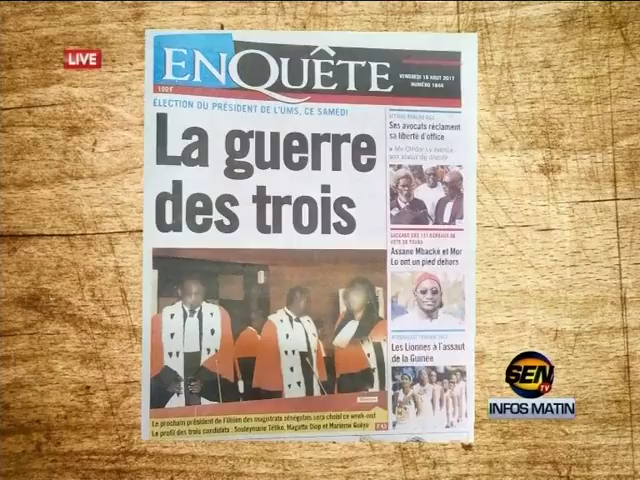 LIVE
ENQUÊTE
100 F
VENDREDI 18 AOUT 2017
NUMÉRO 1844
ÉLECTION DU PRÉSIDENT DE L'UMS, CE SAMEDI
La guerre
des trois
Ses avocats réclament
sa liberté d'office
Assane Mbacké et Mor
Lo ont un pied dehors
Les Lionnes à l'assaut
de la Guinée
Le prochain président de l'Union des magistrats sénégalais sera choisi ce week-end
Le profil des trois candidats : Souleymane Téliko, Magatte Diop et Marième Guèye
SEN
TV
INFOS MATIN